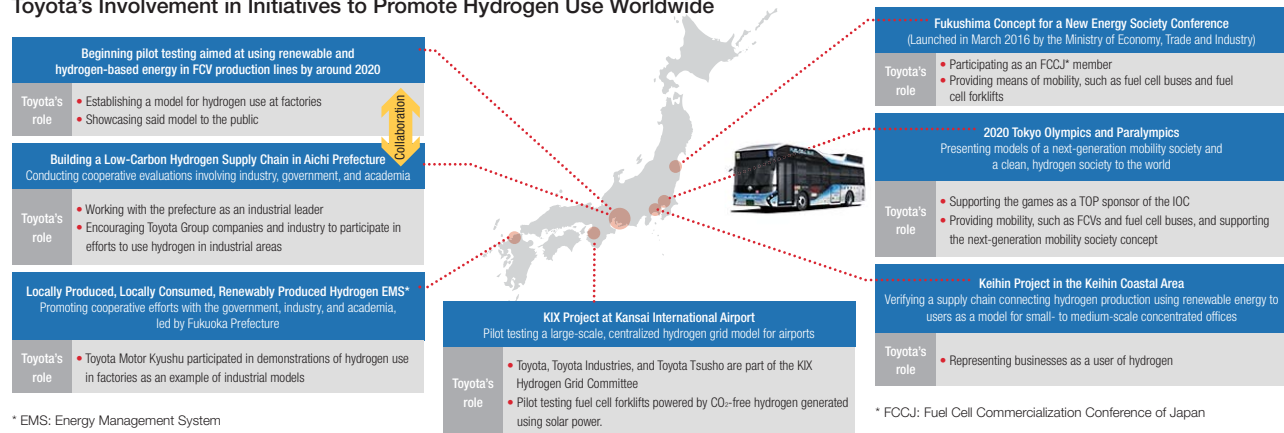 Toyota's Involvement in Initiatives to Promote Hydrogen Use Worldwide
Beginning pilot testing aimed at using renewable and
hydrogen-based energy in FCV production lines by around 2020
Toyota's
role
• Establishing a model for hydrogen use at factories
• Showcasing said model to the public
Collaboration
Building a Low-Carbon Hydrogen Supply Chain in Aichi Prefecture
Conducting cooperative evaluations involving industry, government, and academia
Toyota's
role
• Working with the prefecture as an industrial leader
• Encouraging Toyota Group companies and industry to participate in
efforts to use hydrogen in industrial areas
Locally Produced, Locally Consumed, Renewably Produced Hydrogen EMS*
Promoting cooperative efforts with the government, industry, and academia,
led by Fukuoka Prefecture
Toyota's
role
• Toyota Motor Kyushu participated in demonstrations of hydrogen use
in factories as an example of industrial models
* EMS: Energy Management System
KIX Project at Kansai International Airport
Pilot testing a large-scale, centralized hydrogen grid model for airports
Toyota's
role
• Toyota, Toyota Industries, and Toyota Tsusho are part of the KIX
Hydrogen Grid Committee
• Pilot testing fuel cell forklifts powered by CO₂-free hydrogen generated
using solar power.
Fukushima Concept for a New Energy Society Conference
(Launched in March 2016 by the Ministry of Economy, Trade and Industry)
Toyota's
role
• Participating as an FCCJ* member
• Providing means of mobility, such as fuel cell buses and fuel
cell forklifts
2020 Tokyo Olympics and Paralympics
Presenting models of a next-generation mobility society and
a clean, hydrogen society to the world
Toyota's
role
• Supporting the games as a TOP sponsor of the IOC
• Providing mobility, such as FCVs and fuel cell buses, and supporting
the next-generation mobility society concept
Keihin Project in the Keihin Coastal Area
Verifying a supply chain connecting hydrogen production using renewable energy to
users as a model for small- to medium-scale concentrated offices
Toyota's
role
• Representing businesses as a user of hydrogen
* FCCJ: Fuel Cell Commercialization Conference of Japan